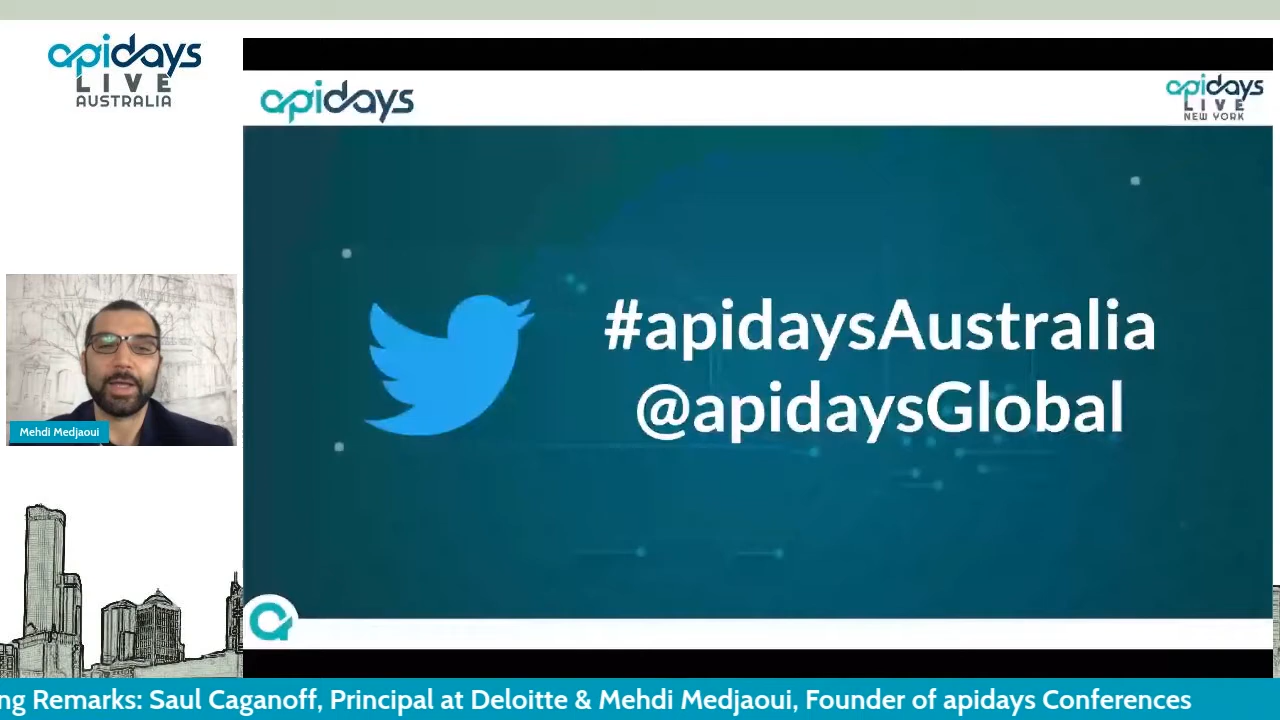 apidays
LIVE
AUSTRALIA
apidays
apidays
LIVE
NEW YORK
#apidaysAustralia
@apidaysGlobal
Mehdi Medjaoui
ng Remarks: Saul Caganoff, Principal at Deloitte & Mehdi Medjaoui, Founder of apidays Conferences